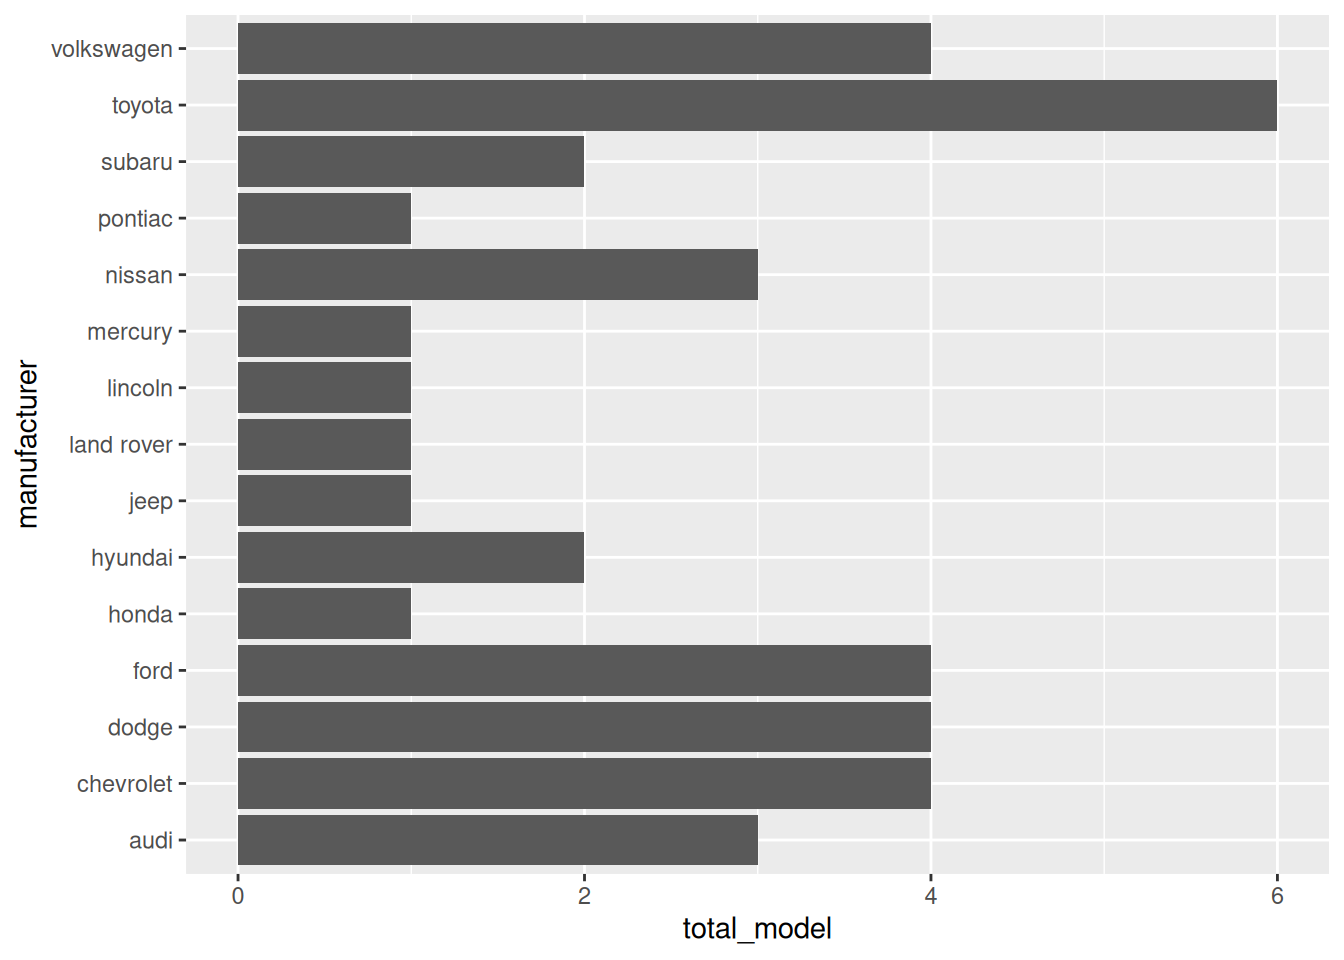 volkswagen
toyota
subaru
pontiac
nissan
mercury
lincoln
land rover
jeep
hyundai
honda
ford
dodge
chevrolet
audi
manufacturer
0 2 4 6
total_model